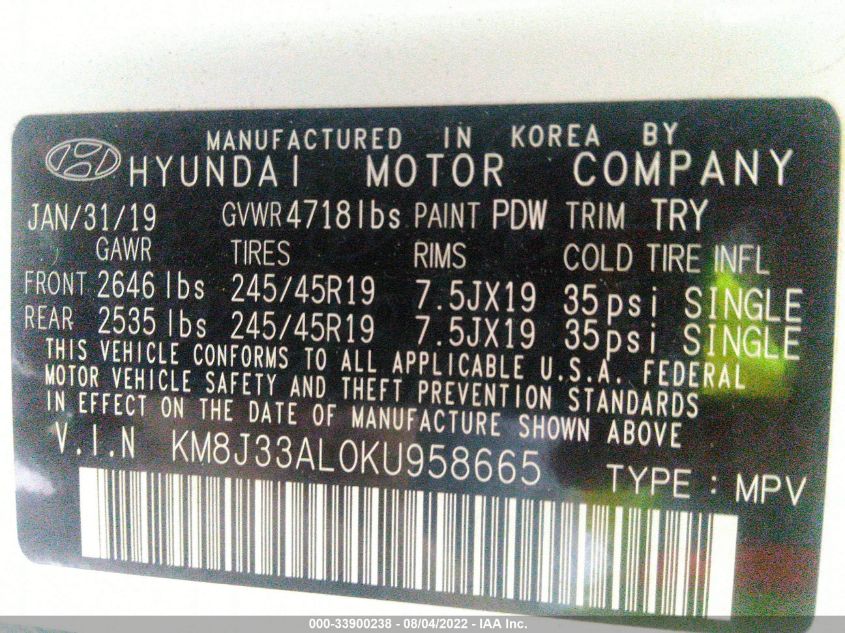 MANUFACTURED IN KOREA BY
HYUNDAI MOTOR COMPANY
JAN/31/19 GVWR 4718lbs PAINT PDW TRIM TRY
GAWR TIRES RIMS COLD TIRE INFL
FRONT 2646 lbs 245/45R19 7.5JX19 35psi SINGLE
REAR 2535 lbs 245/45R19 7.5JX19 35psi SINGLE
THIS VEHICLE CONFORMS TO ALL APPLICABLE U.S.A. FEDERAL
MOTOR VEHICLE SAFETY AND THEFT PREVENTION STANDARDS
IN EFFECT ON THE DATE OF MANUFACTURE SHOWN ABOVE
V.I.N KM8J33AL0KU958665 TYPE : MPV
000-33900238 - 08/04/2022 - IAA Inc.